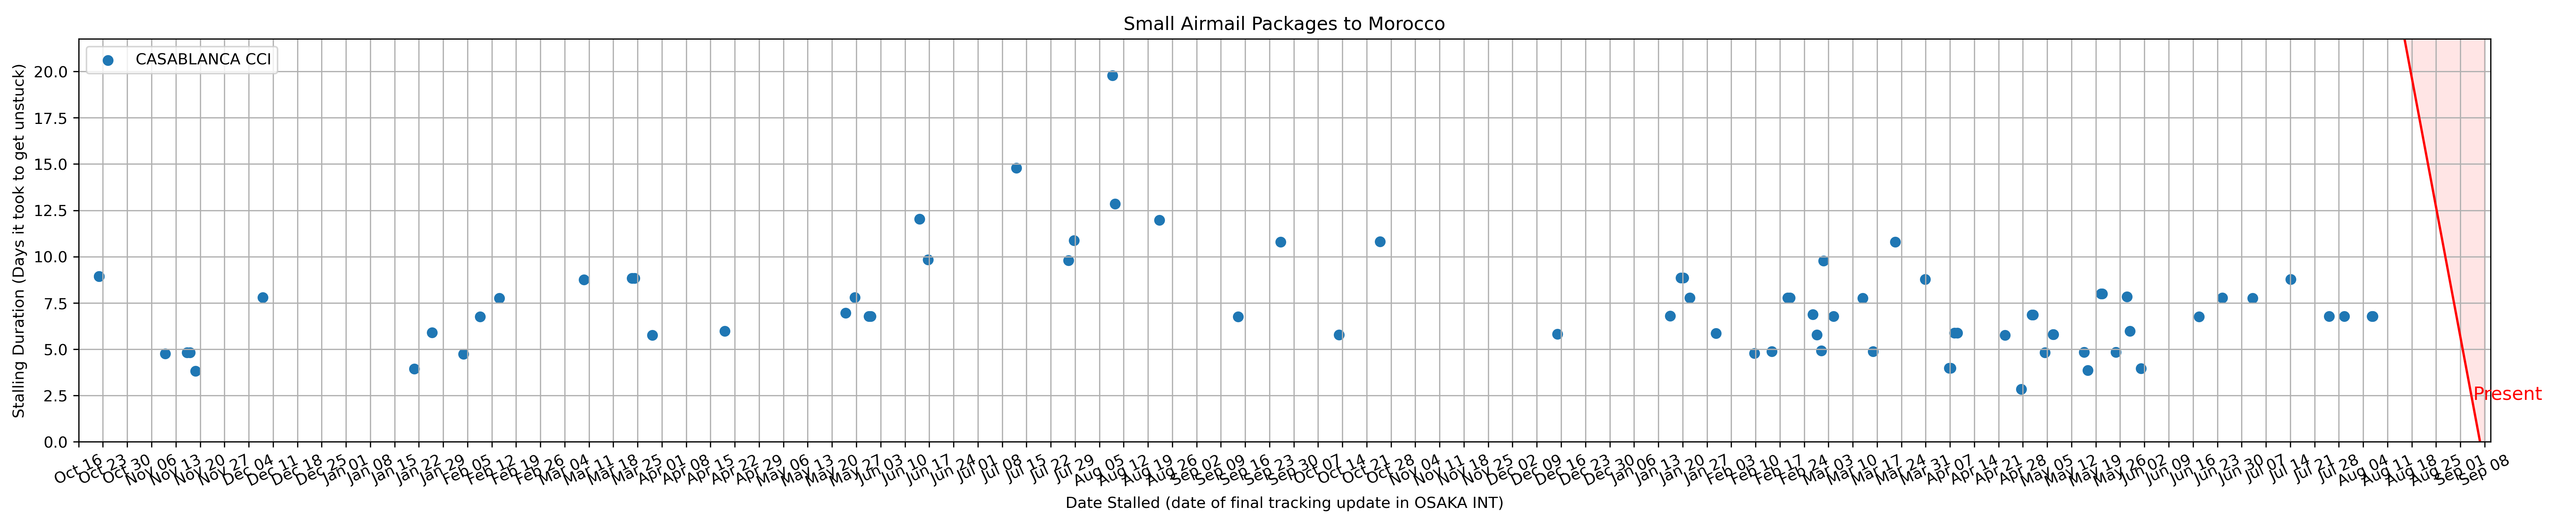 Small Airmail Packages to Morocco
CASABLANCA CCI
Stalling Duration (Days it took to get unstuck)
20.0
17.5
15.0
12.5
10.0
7.5
5.0
2.5
0.0
Present
Oct 16
Oct 23
Oct 30
Nov 06
Nov 13
Nov 20
Nov 27
Dec 04
Dec 11
Dec 18
Dec 25
Jan 01
Jan 08
Jan 15
Jan 22
Jan 29
Feb 05
Feb 12
Feb 19
Feb 26
Mar 04
Mar 11
Mar 18
Mar 25
Apr 01
Apr 08
Apr 15
Apr 22
Apr 29
May 06
May 13
May 20
May 27
Jun 03
Jun 10
Jun 17
Jun 24
Jul 01
Jul 08
Jul 15
Jul 22
Jul 29
Aug 05
Aug 12
Aug 19
Aug 26
Sep 02
Sep 09
Sep 16
Sep 23
Sep 30
Oct 07
Oct 14
Oct 21
Oct 28
Nov 04
Nov 11
Nov 18
Nov 25
Dec 02
Dec 09
Dec 16
Dec 23
Dec 30
Jan 06
Jan 13
Jan 20
Jan 27
Feb 03
Feb 10
Feb 17
Feb 24
Mar 03
Mar 10
Mar 17
Mar 24
Mar 31
Apr 07
Apr 14
Apr 21
Apr 28
May 05
May 12
May 19
May 26
Jun 02
Jun 09
Jun 16
Jun 23
Jun 30
Jul 07
Jul 14
Jul 21
Jul 28
Aug 04
Aug 11
Aug 18
Aug 25
Sep 01
Sep 08
Date Stalled (date of final tracking update in OSAKA INT)